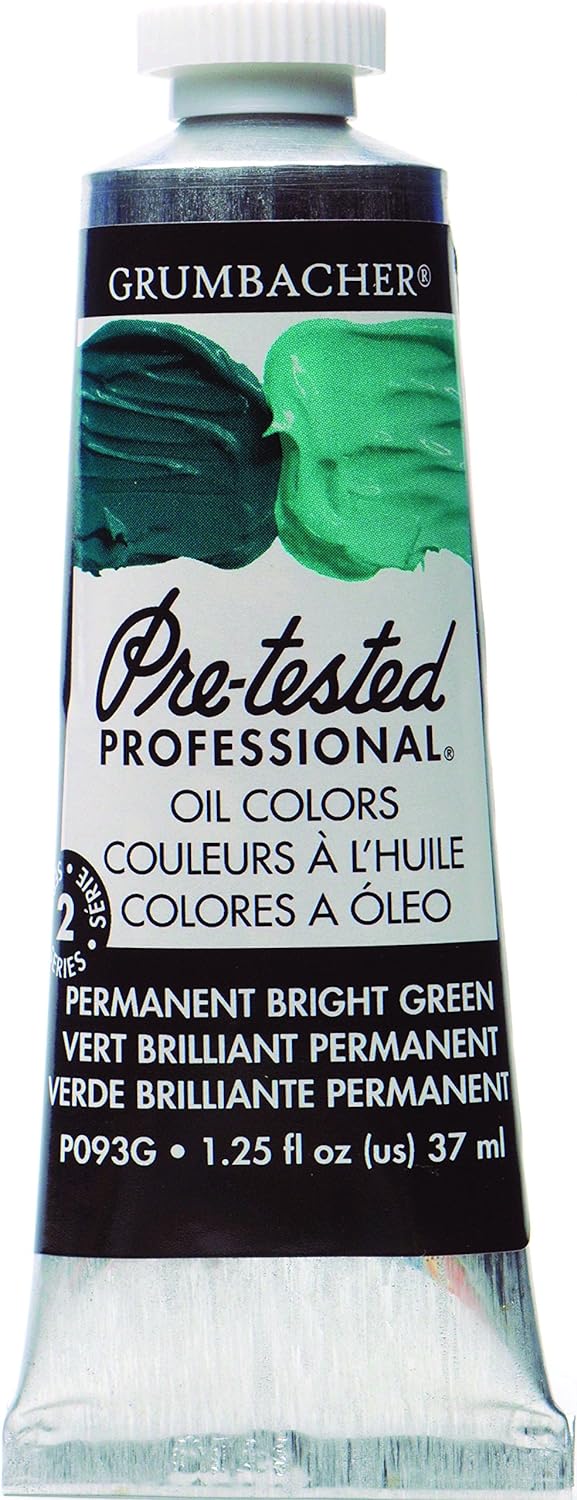 GRUMBACHER®
Pre-tested
PROFESSIONAL®
OIL COLORS
COULEURS À L'HUILE
COLORES A ÓLEO
2
SÉRIE
PERMANENT BRIGHT GREEN
VERT BRILLIANT PERMANENT
VERDE BRILLIANTE PERMANENT
P093G • 1.25 fl oz (us) 37 ml